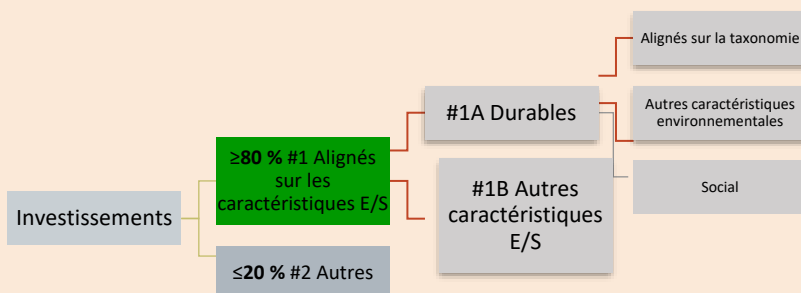 Investissements
≥80 % #1 Alignés
sur les
caractéristiques E/S
≤20 % #2 Autres
#1A Durables
#1B Autres
caractéristiques
E/S
Alignés sur la taxonomie
Autres caractéristiques
environnementales
Social